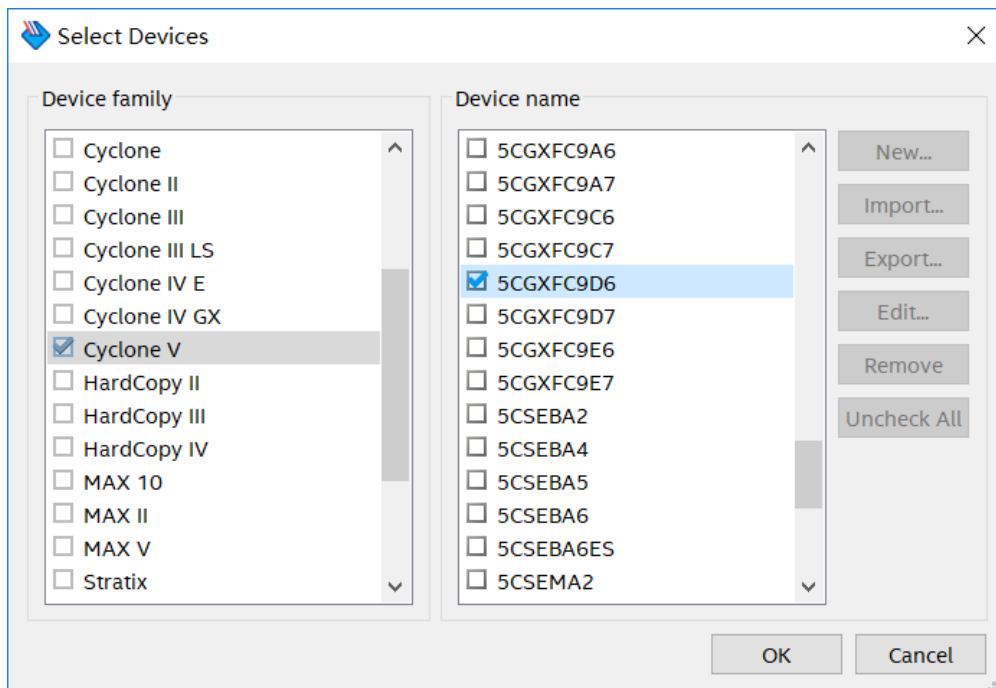 Select Devices
Device family
Cyclone
Cyclone II
Cyclone III
Cyclone III LS
Cyclone IV E
Cyclone IV GX
Cyclone V
HardCopy II
HardCopy III
HardCopy IV
MAX 10
MAX II
MAX V
Stratix
Device name
5CGXFC9A6
5CGXFC9A7
5CGXFC9C6
5CGXFC9C7
5CGXFC9D6
5CGXFC9D7
5CGXFC9E6
5CGXFC9E7
5CSEBA2
5CSEBA4
5CSEBA5
5CSEBA6
5CSEBA6ES
5CSEMA2
New...
Import...
Export...
Edit...
Remove
Uncheck All
OK
Cancel